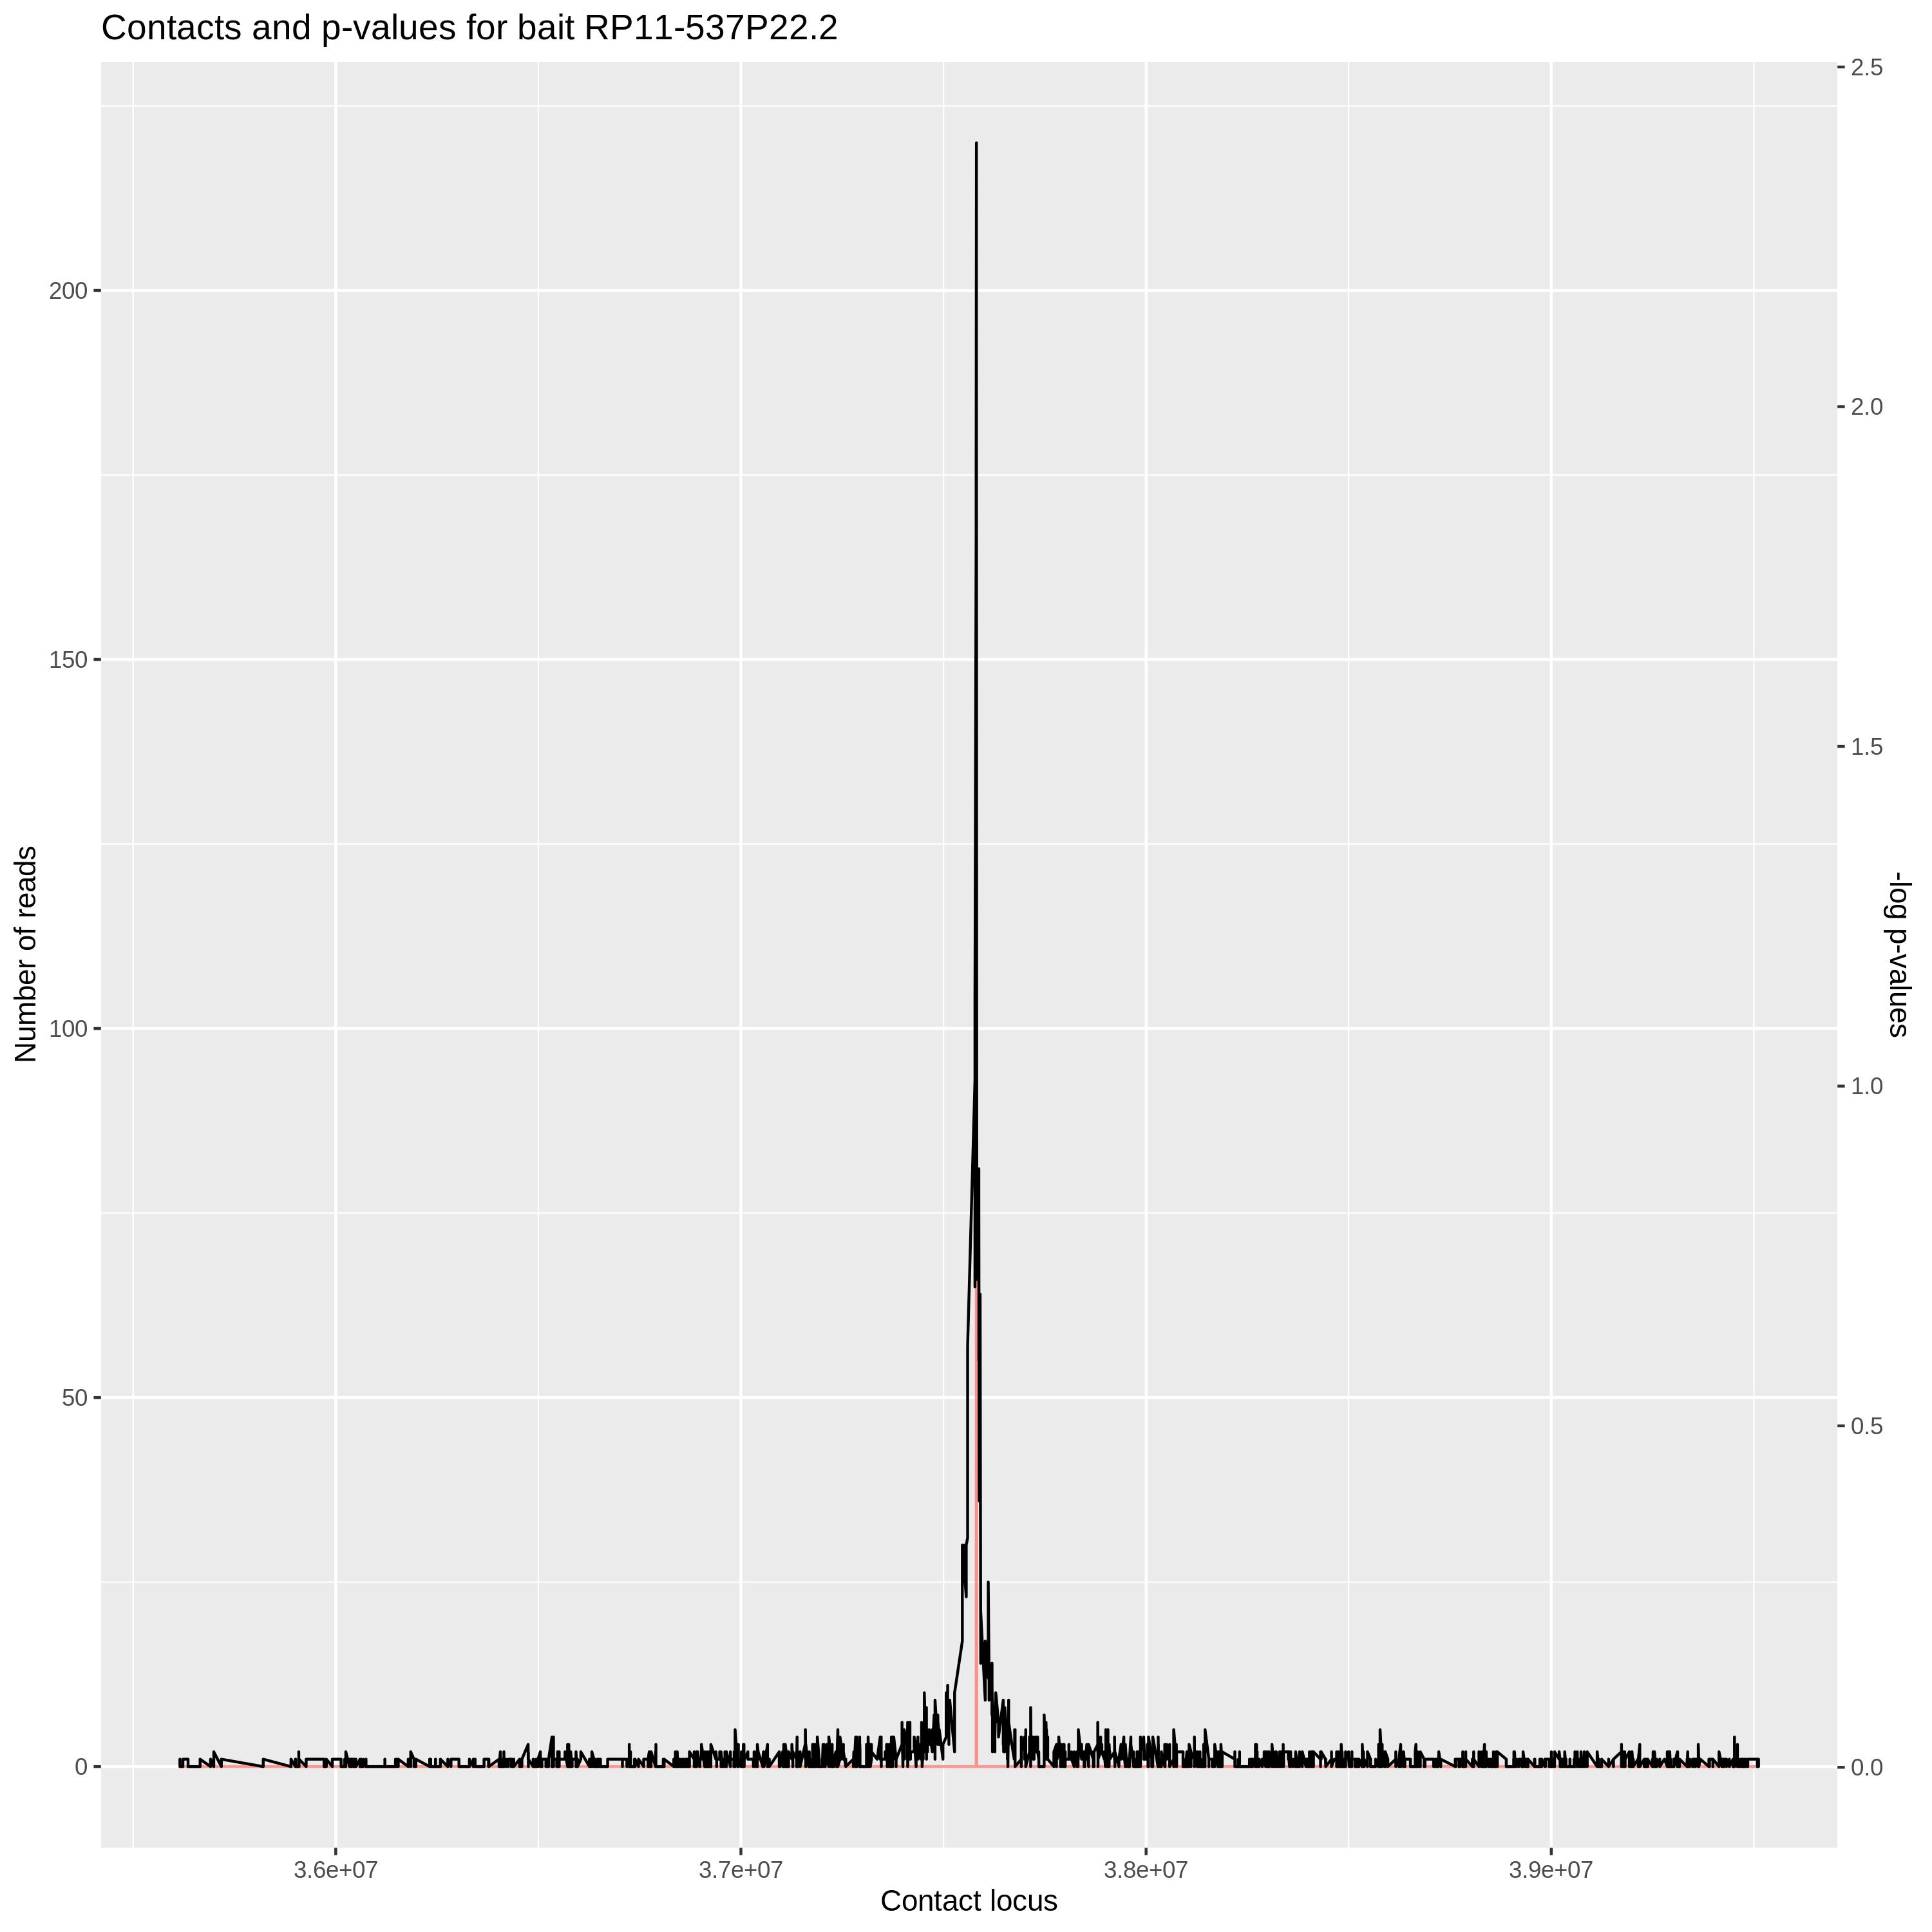 Contacts and p-values for bait RP11-537P22.2
Number of reads
200
150
100
50
0
2.5
2.0
1.5
1.0
0.5
0.0
-log p-values
3.6e+07 3.7e+07 3.8e+07 3.9e+07
Contact locus